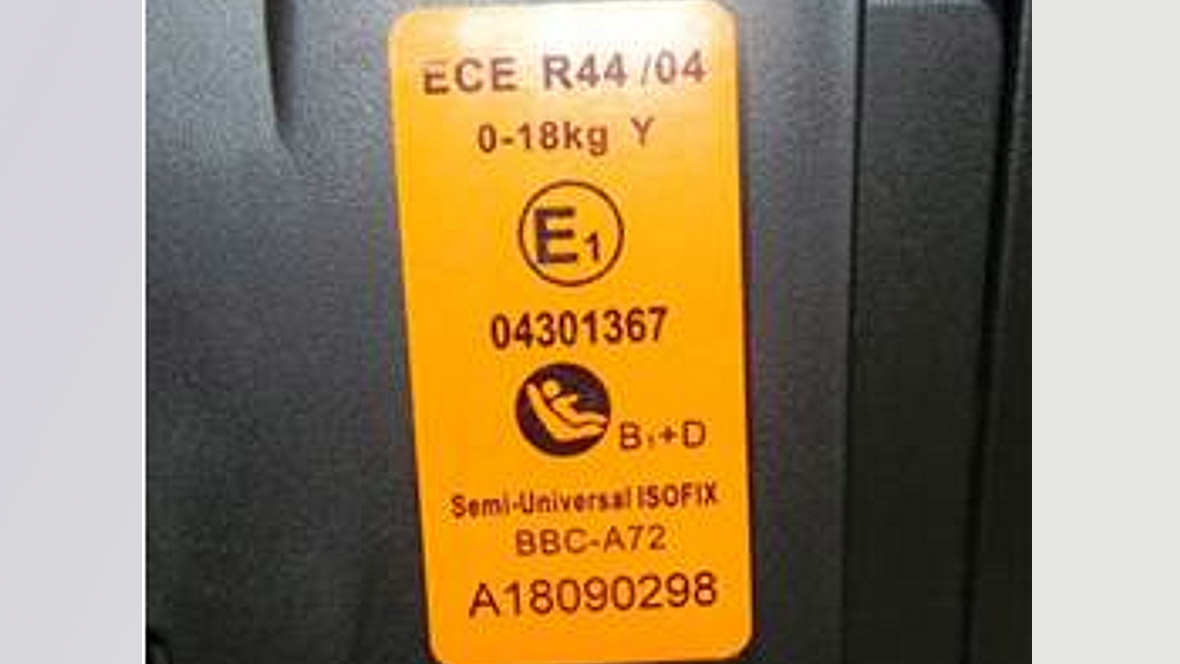 ECE R44/04
0-18kg Y
E1
04301367
B1+D
Semi-Universal ISOFIX
BBC-A72
A18090298